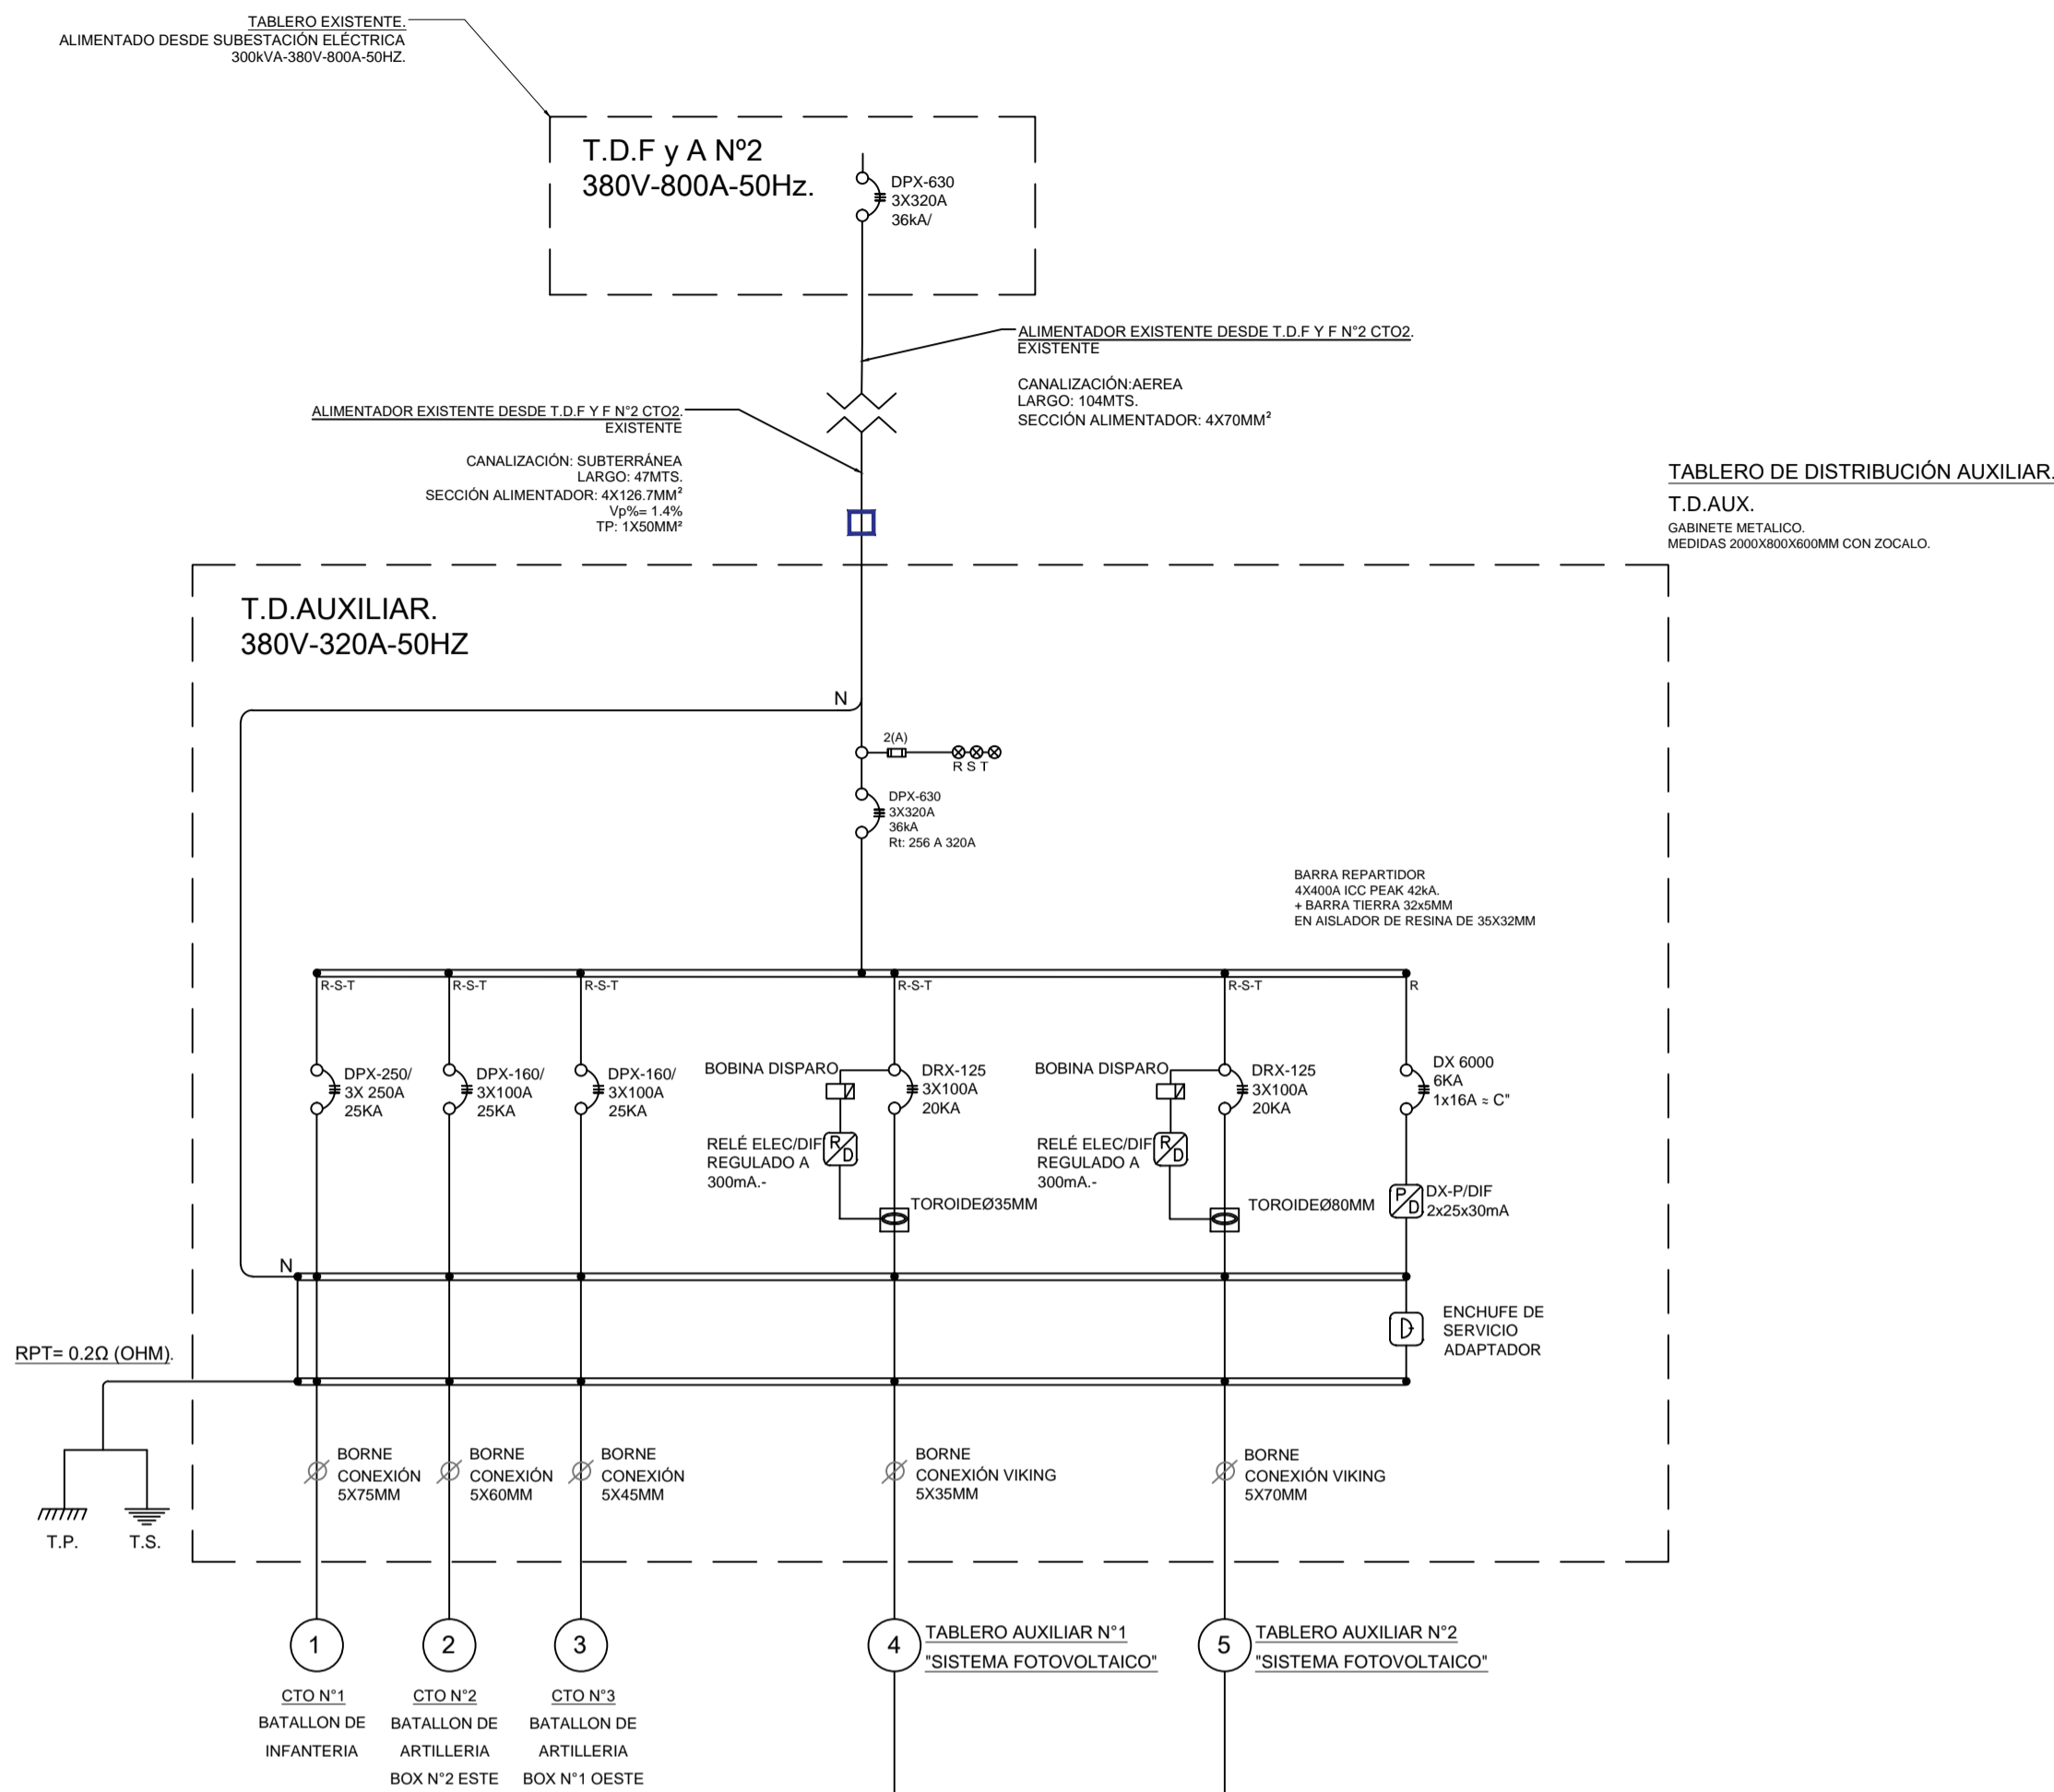 TABLERO EXISTENTE.
ALIMENTADO DESDE SUBESTACIÓN ELÉCTRICA
300kVA-380V-800A-50HZ.
T.D.F y A Nº2
380V-800A-50Hz.
DPX-630
3X320A
36kA/
ALIMENTADOR EXISTENTE DESDE T.D.F Y F N°2 CTO2.
EXISTENTE
CANALIZACIÓN:AEREA
LARGO: 104MTS.
SECCIÓN ALIMENTADOR: 4X70MM²
ALIMENTADOR EXISTENTE DESDE T.D.F Y F N°2 CTO2.
EXISTENTE
CANALIZACIÓN: SUBTERRÁNEA
LARGO: 47MTS.
SECCIÓN ALIMENTADOR: 4X126.7MM²
Vp%= 1.4%
TP: 1X50MM²
TABLERO DE DISTRIBUCIÓN AUXILIAR.
T.D.AUX.
GABINETE METALICO.
MEDIDAS 2000X800X600MM CON ZOCALO.
T.D.AUXILIAR.
380V-320A-50HZ
N
2(A)
R S T
DPX-630
3X320A
36kA
Rt: 256 A 320A
BARRA REPARTIDOR
4X400A ICC PEAK 42kA.
+ BARRA TIERRA 32x5MM
EN AISLADOR DE RESINA DE 35X32MM
R-S-T
R-S-T
R-S-T
R-S-T
R-S-T
R
DPX-250/
3X 250A
25KA
DPX-160/
3X100A
25KA
DPX-160/
3X100A
25KA
BOBINA DISPARO
DRX-125
3X100A
20KA
RELÉ ELEC/DIF
REGULADO A
300mA.-
R/D
TOROIDEØ35MM
BOBINA DISPARO
DRX-125
3X100A
20KA
RELÉ ELEC/DIF
REGULADO A
300mA.-
R/D
TOROIDEØ80MM
DX 6000
6KA
1x16A ≈ C"
P/D
DX-P/DIF
2x25x30mA
N
ENCHUFE DE
SERVICIO
ADAPTADOR
RPT= 0.2Ω (OHM).
T.P.
T.S.
BORNE
CONEXIÓN
5X75MM
BORNE
CONEXIÓN
5X60MM
BORNE
CONEXIÓN
5X45MM
BORNE
CONEXIÓN VIKING
5X35MM
BORNE
CONEXIÓN VIKING
5X70MM
1
CTO N°1
BATALLON DE
INFANTERIA
2
CTO N°2
BATALLON DE
ARTILLERIA
BOX N°2 ESTE
3
CTO N°3
BATALLON DE
ARTILLERIA
BOX N°1 OESTE
4
TABLERO AUXILIAR N°1
"SISTEMA FOTOVOLTAICO"
5
TABLERO AUXILIAR N°2
"SISTEMA FOTOVOLTAICO"